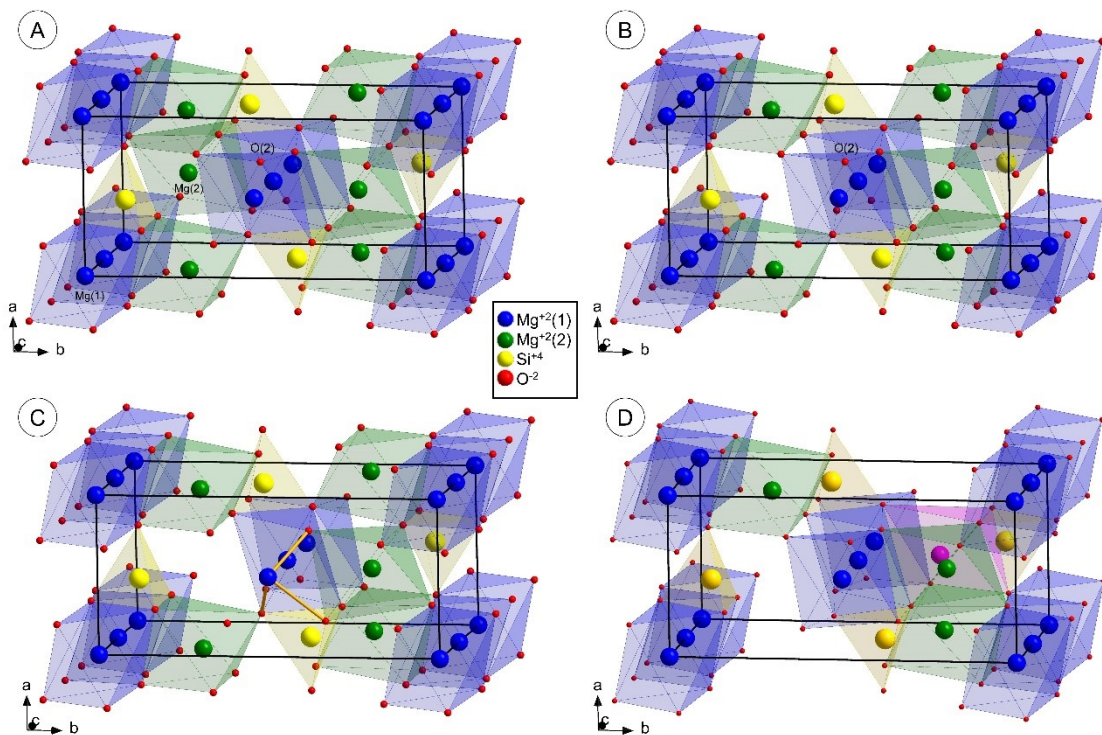 A
B
O(2)
O(2)
Mg(2)
Mg(1)
a
c
b
a
c
b
Mg⁺²(1)
Mg⁺²(2)
Si⁺⁴
O⁻²
C
D
a
c
b
a
c
b